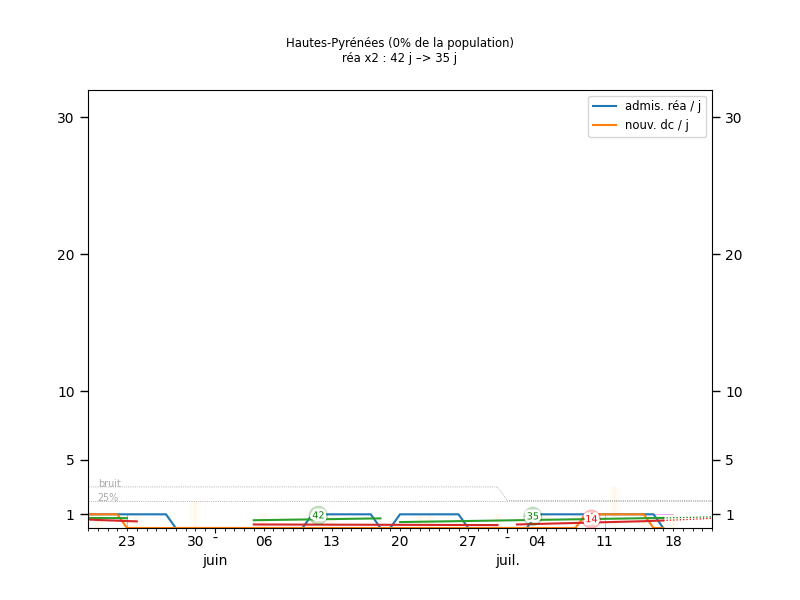 Hautes-Pyrénées (0% de la population)
réa x2 : 42 j –> 35 j
admis. réa / j
nouv. dc / j
30 30
20 20
10 10
5 5
bruit
25%
1 42 35 14 1
23 30 - 06 13 20 27 - 04 11 18
juin juil.